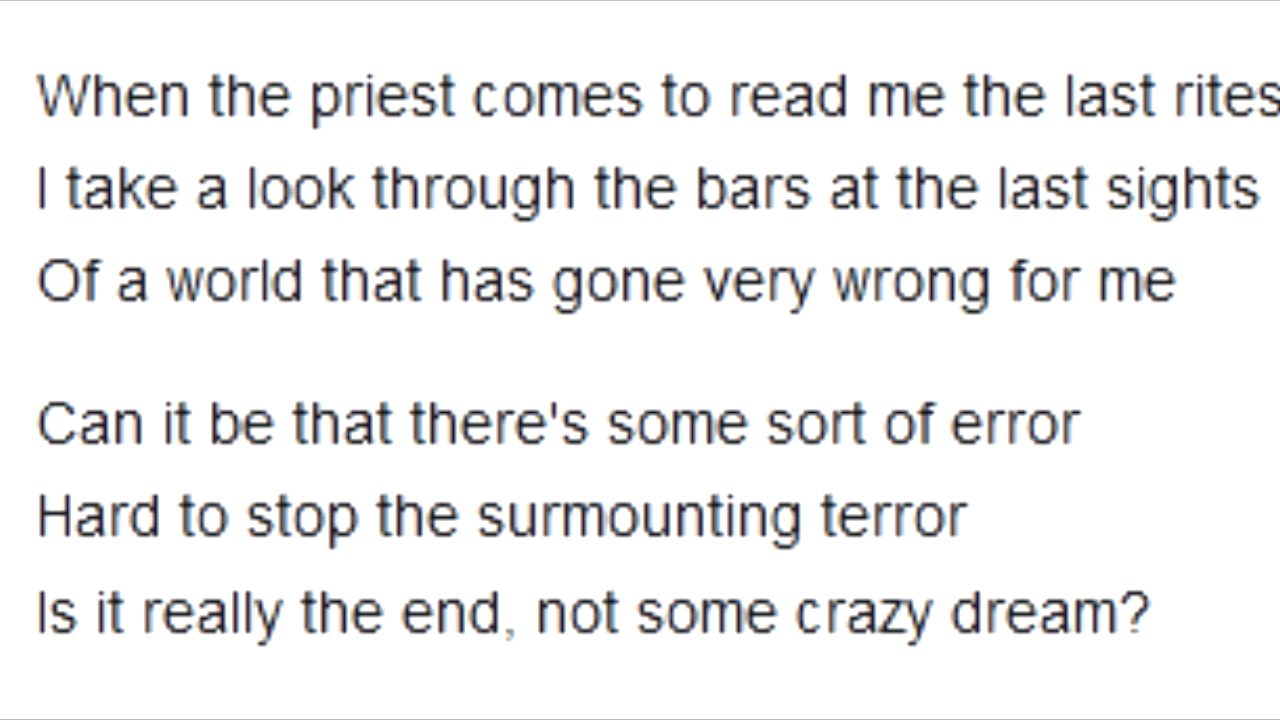 When the priest comes to read me the last rites
I take a look through the bars at the last sights
Of a world that has gone very wrong for me
Can it be that there's some sort of error
Hard to stop the surmounting terror
Is it really the end, not some crazy dream?